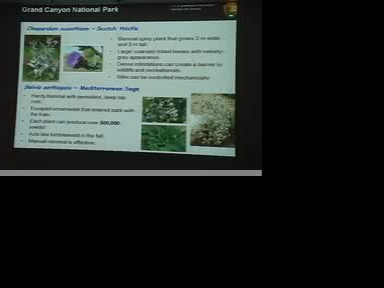 Grand Canyon National Park
Onopordum acanthium – Scotch thistle
Biennial spiny plant that grows 2 m wide
and 3 m tall.
Large coarsely-lobed leaves with velvety-
grey appearance.
Dense infestations can create a barrier to
wildlife and recreationists.
Sites can be controlled mechanically.
Salvia aethiopis – Mediterranean Sage
Hardy biennial with persistent, deep tap
root.
Escaped ornamental that entered park with
the train.
Each plant can produce over 500,000
seeds!
Acts like tumbleweed in the fall.
Manual removal is effective.